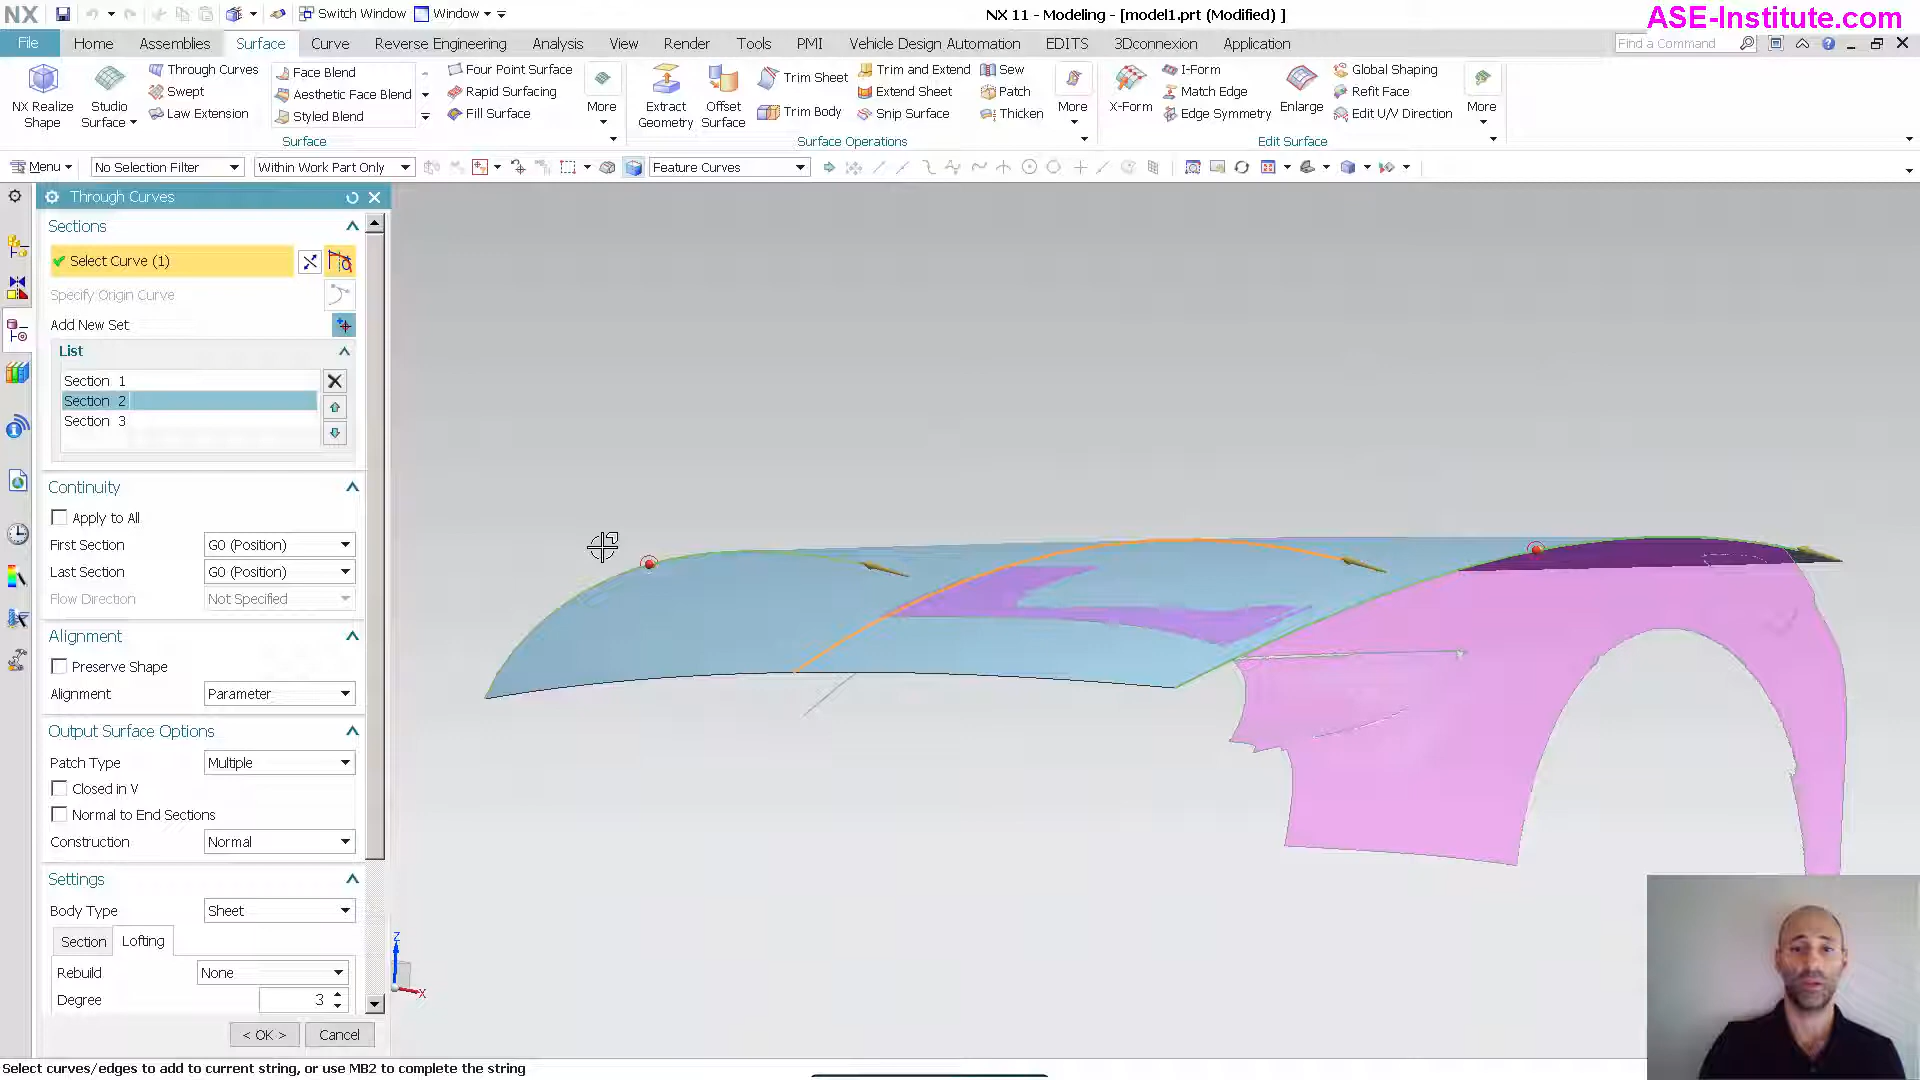 NX
Switch Window
Window
NX 11 - Modeling - [model1.prt (Modified) ]
ASE-Institute.com
File
Home
Assemblies
Surface
Curve
Reverse Engineering
Analysis
View
Render
Tools
PMI
Vehicle Design Automation
EDITS
3Dconnexion
Application
Find a Command
NX Realize Shape
Studio Surface
Through Curves
Swept
Law Extension
Face Blend
Aesthetic Face Blend
Styled Blend
Four Point Surface
Rapid Surfacing
Fill Surface
More
Surface
Extract Geometry
Offset Surface
Trim Sheet
Trim Body
Trim and Extend
Extend Sheet
Snip Surface
Sew
Patch
Thicken
More
Surface Operations
X-Form
I-Form
Match Edge
Edge Symmetry
Enlarge
Global Shaping
Refit Face
Edit U/V Direction
More
Edit Surface
Menu
No Selection Filter
Within Work Part Only
Feature Curves
Through Curves
Sections
Select Curve (1)
Specify Origin Curve
Add New Set
List
Section 1
Section 2
Section 3
Continuity
Apply to All
First Section G0 (Position)
Last Section G0 (Position)
Flow Direction Not Specified
Alignment
Preserve Shape
Alignment Parameter
Output Surface Options
Patch Type Multiple
Closed in V
Normal to End Sections
Construction Normal
Settings
Body Type Sheet
Section Lofting
Rebuild None
Degree 3
< OK > Cancel
Z
X
Select curves/edges to add to current string, or use MB2 to complete the string